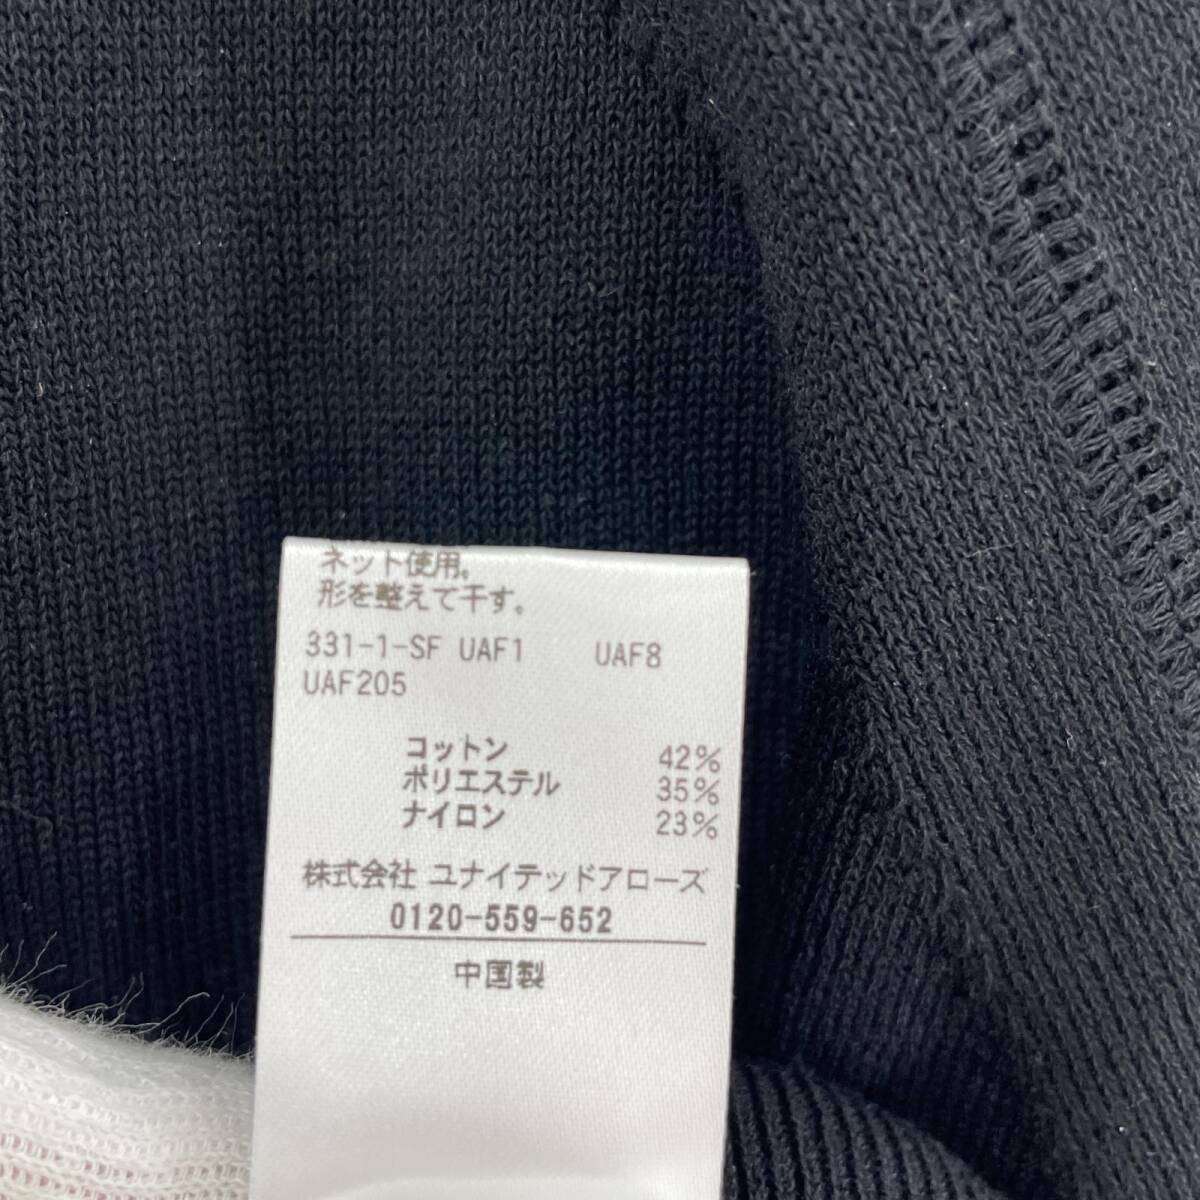 ネット使用。
形を整えて干す。
331-1-SF UAF1 UAF8
UAF205
コットン 42%
ポリエステル 35%
ナイロン 23%
株式会社 ユナイテッドアローズ
0120-559-652
中国製